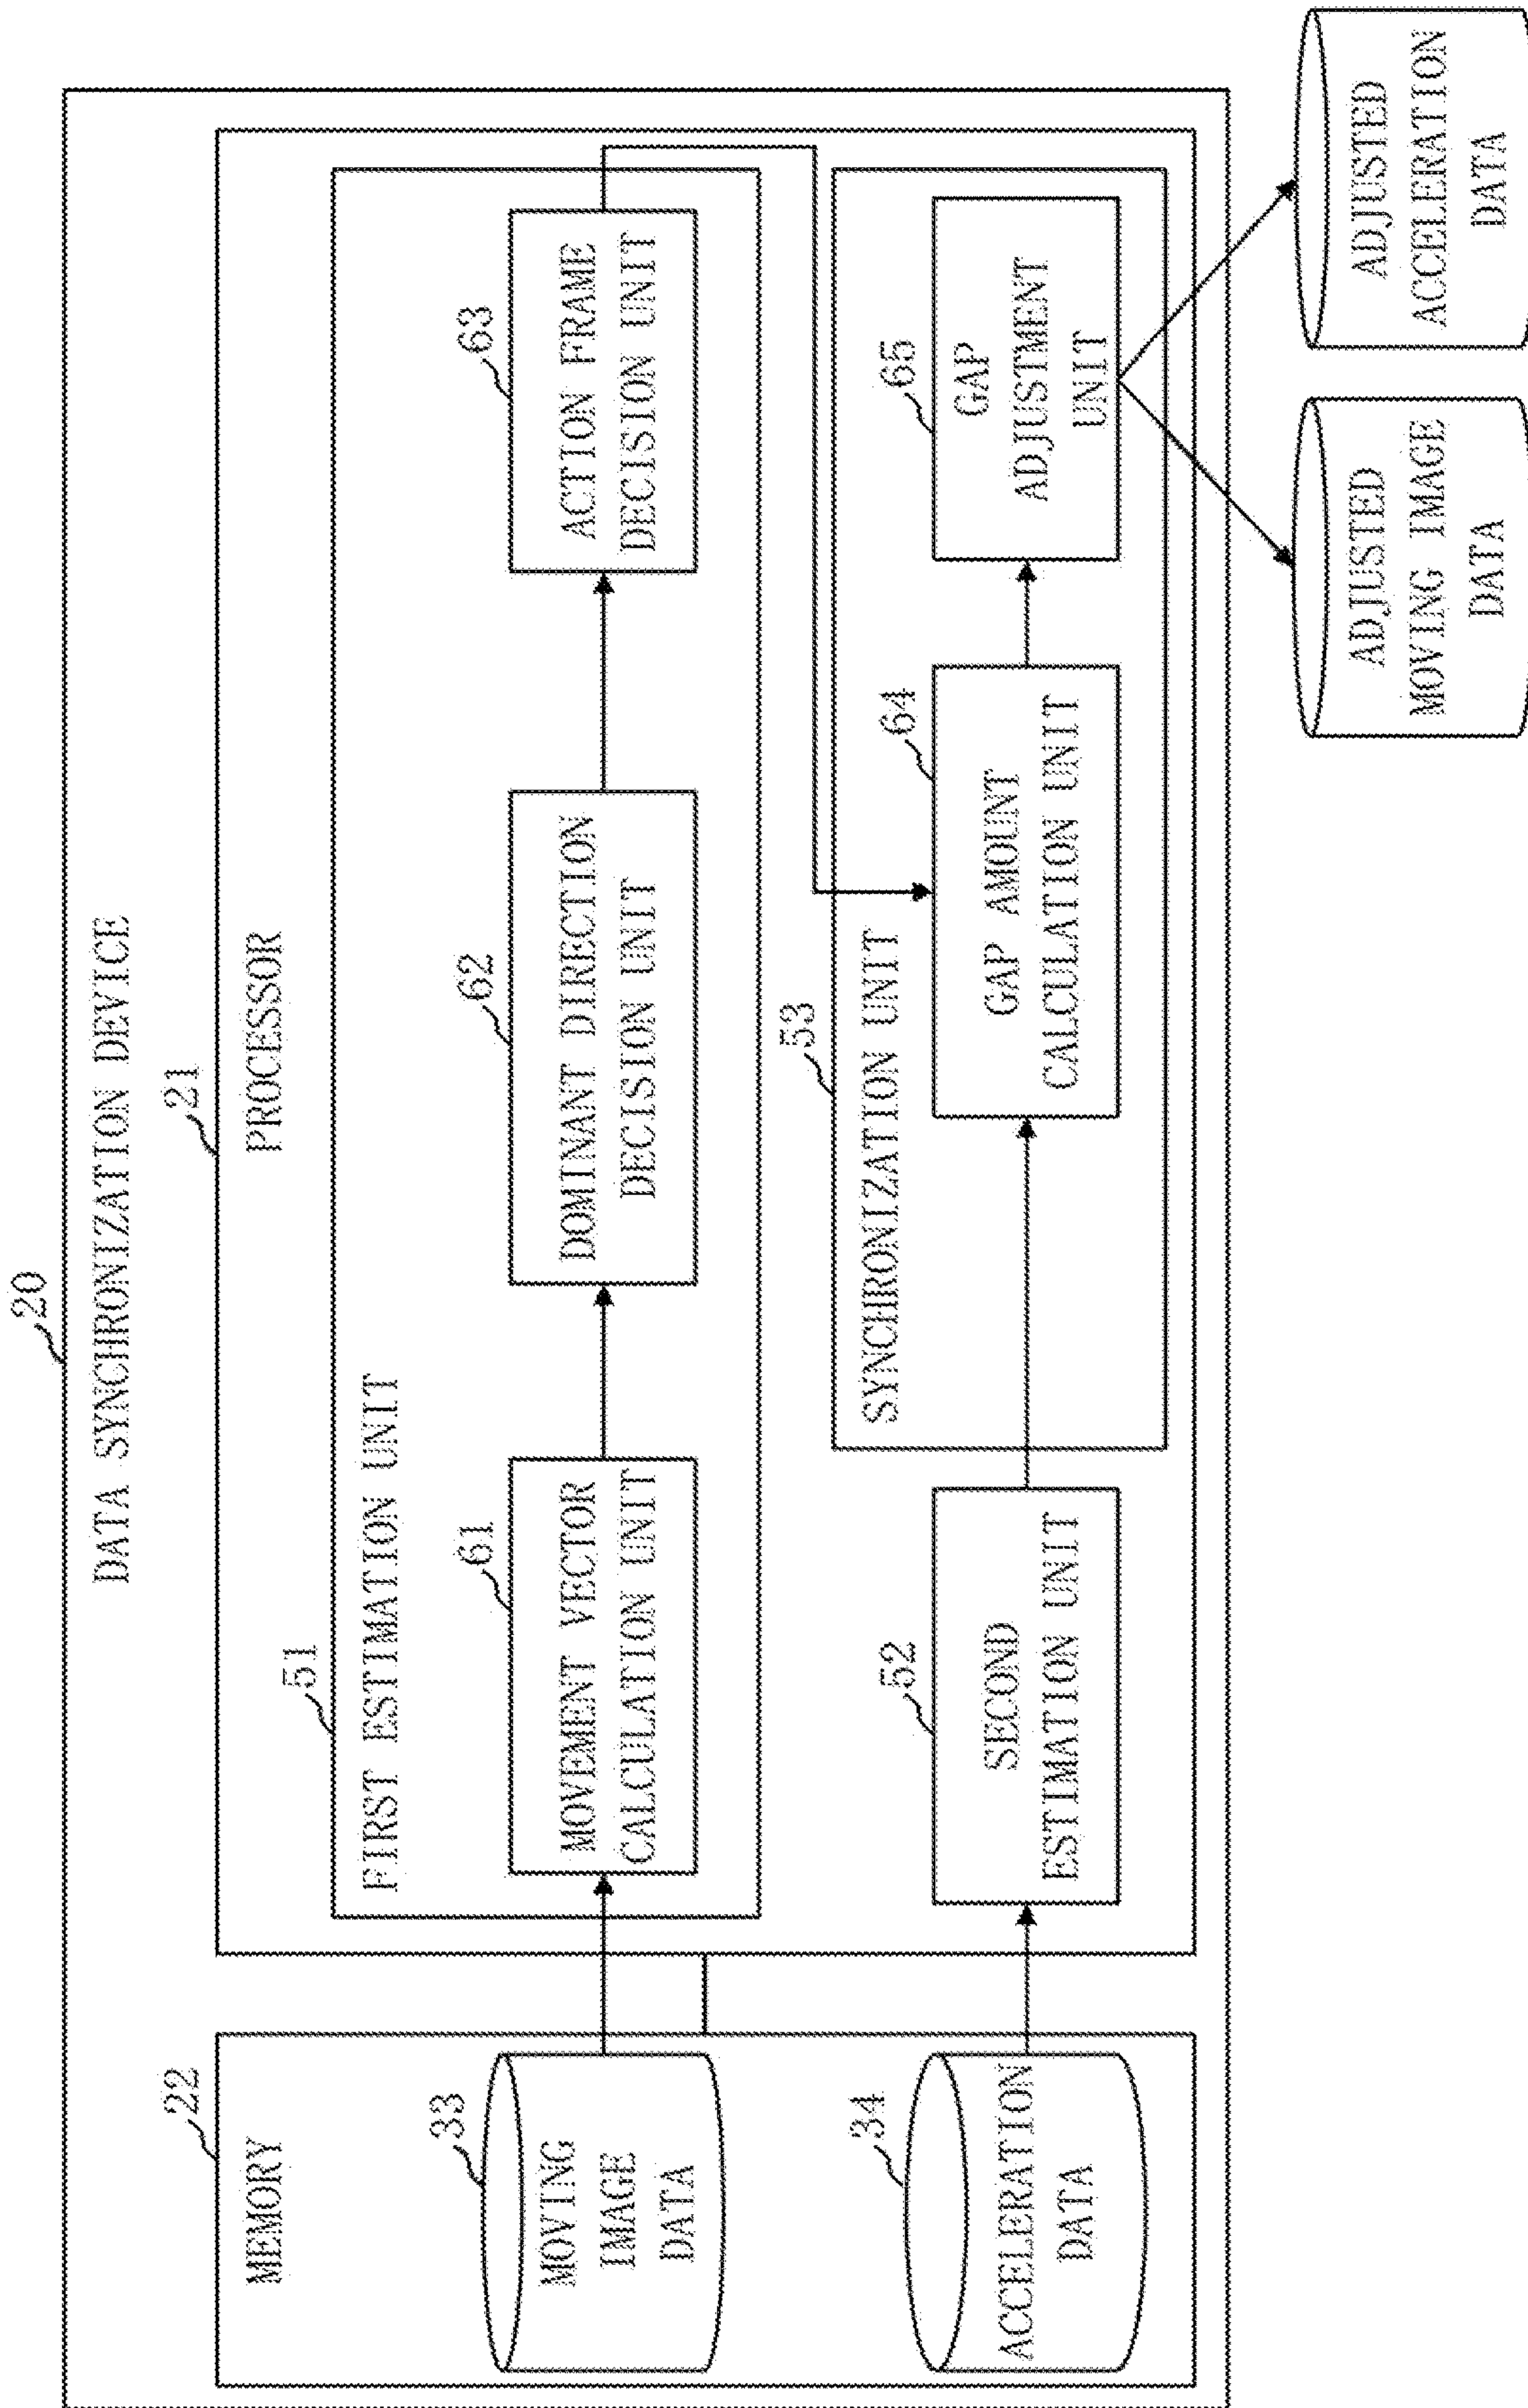 20
DATA SYNCHRONIZATION DEVICE
22
MEMORY
33
MOVING
IMAGE
DATA
34
ACCELERATION
DATA
21
PROCESSOR
51
FIRST ESTIMATION UNIT
61
MOVEMENT VECTOR
CALCULATION UNIT
62
DOMINANT DIRECTION
DECISION UNIT
63
ACTION FRAME
DECISION UNIT
52
SECOND
ESTIMATION UNIT
53
SYNCHRONIZATION UNIT
64
GAP AMOUNT
CALCULATION UNIT
65
GAP
ADJUSTMENT
UNIT
ADJUSTED
MOVING IMAGE
DATA
ADJUSTED
ACCELERATION
DATA